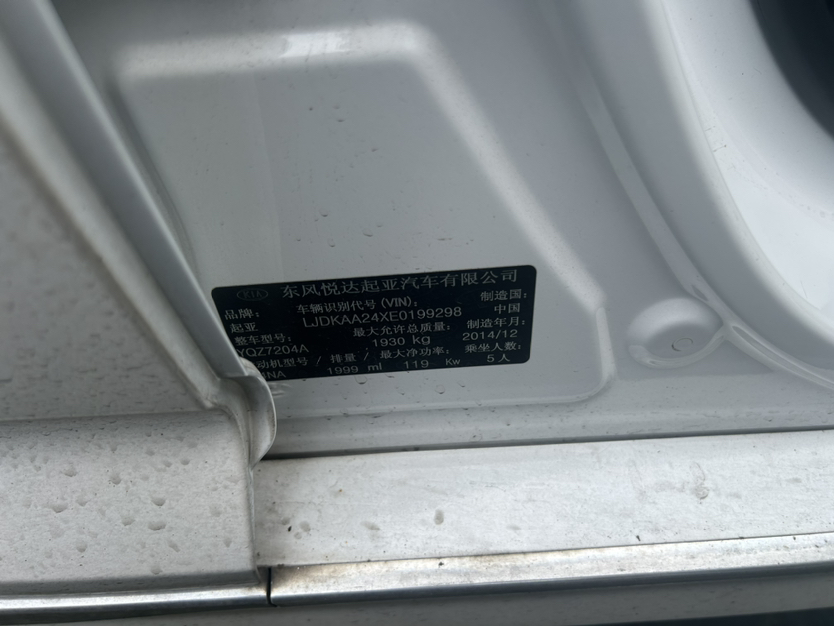 KIA 东风悦达起亚汽车有限公司
品牌: 车辆识别代号 (VIN): 制造国:
起亚 LJDKAA24XE0199298 中国
整车型号: 最大允许总质量: 制造年月:
YQZ7204A 1930 kg 2014/12
动机型号 / 排量 / 最大净功率: 乘坐人数:
NA 1999 ml 119 Kw 5人